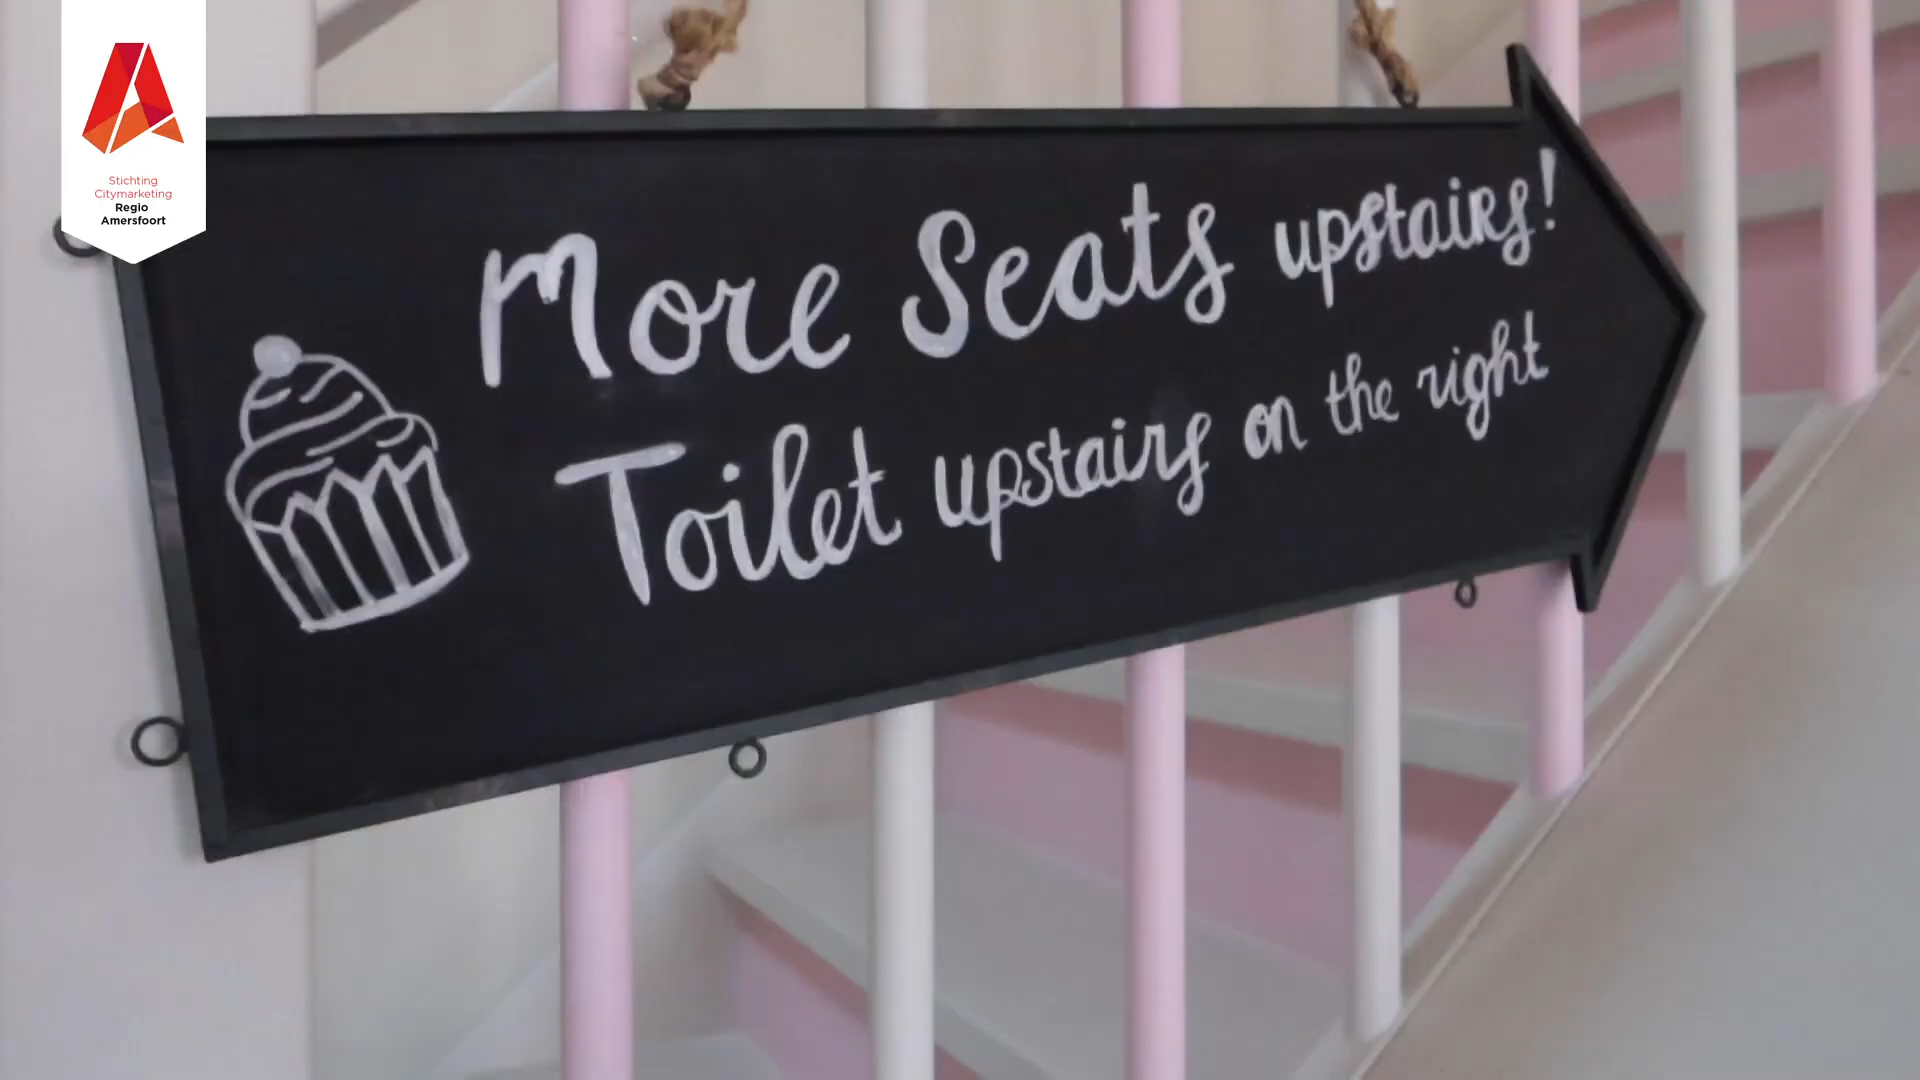 Stichting
Citymarketing
Regio
Amersfoort
More Seats upstairs!
Toilet upstairs on the right